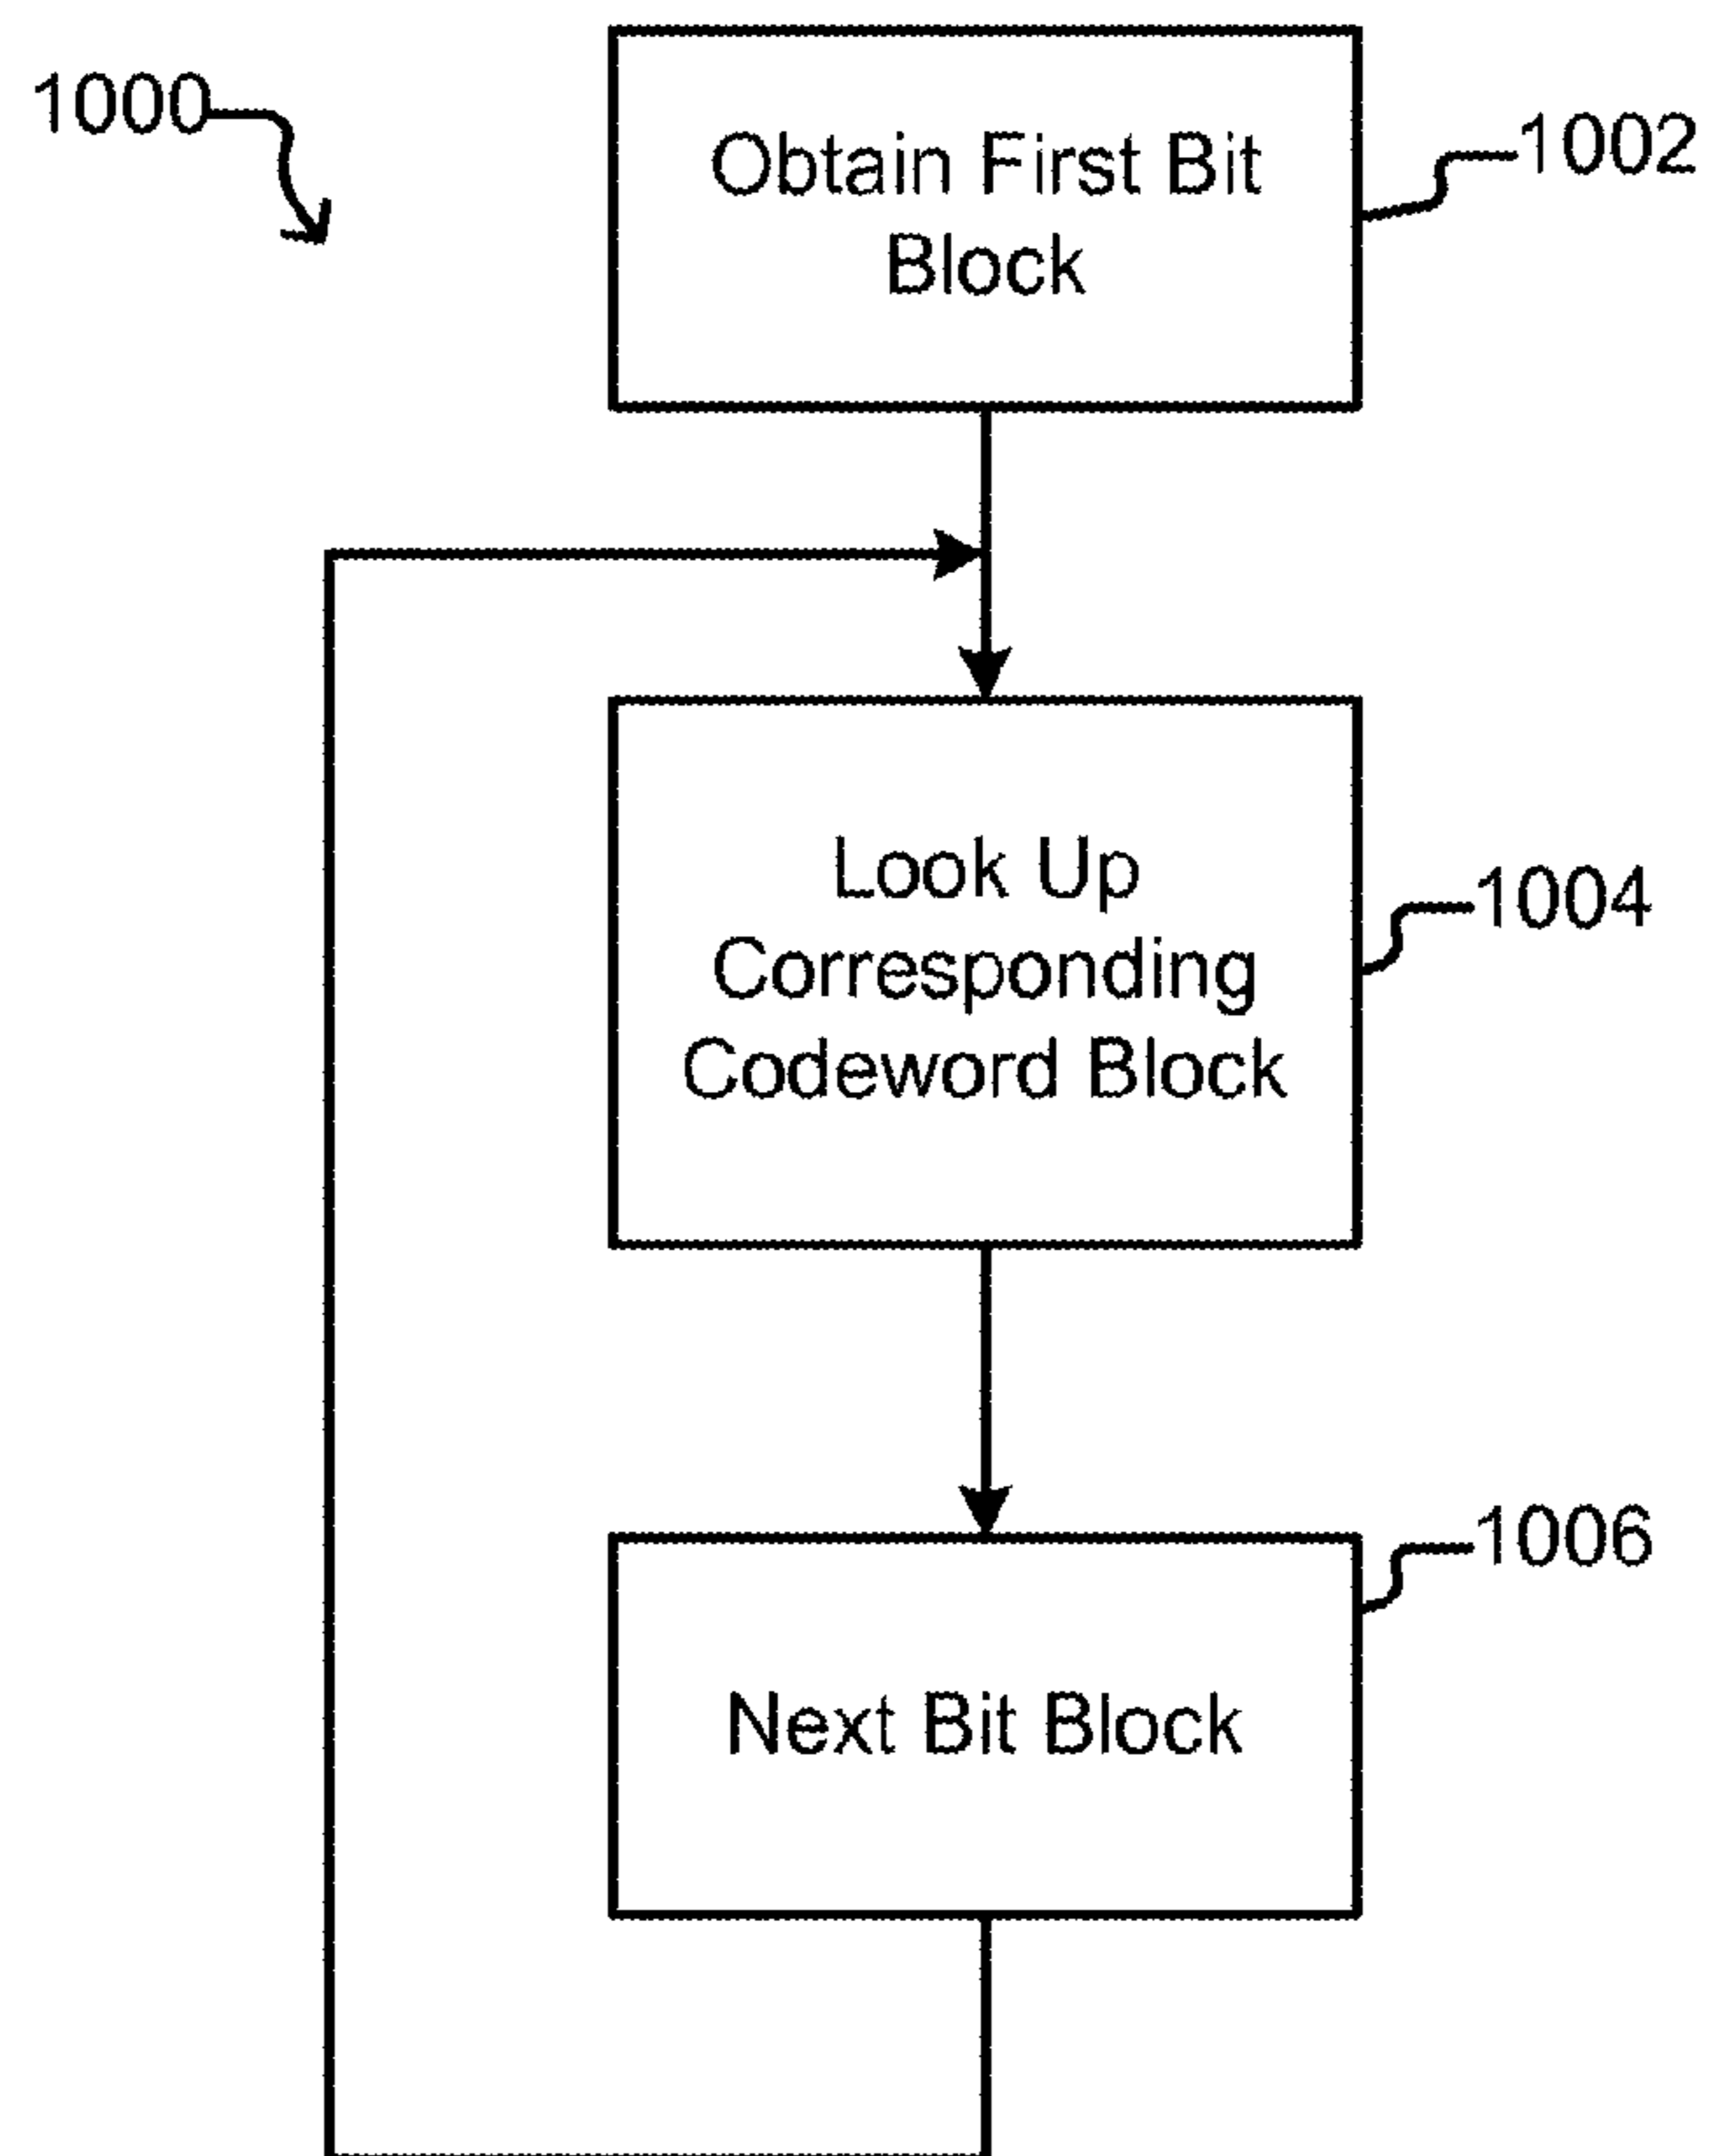 1000
Obtain First Bit
Block
1002
Look Up
Corresponding
Codeword Block
1004
Next Bit Block
1006